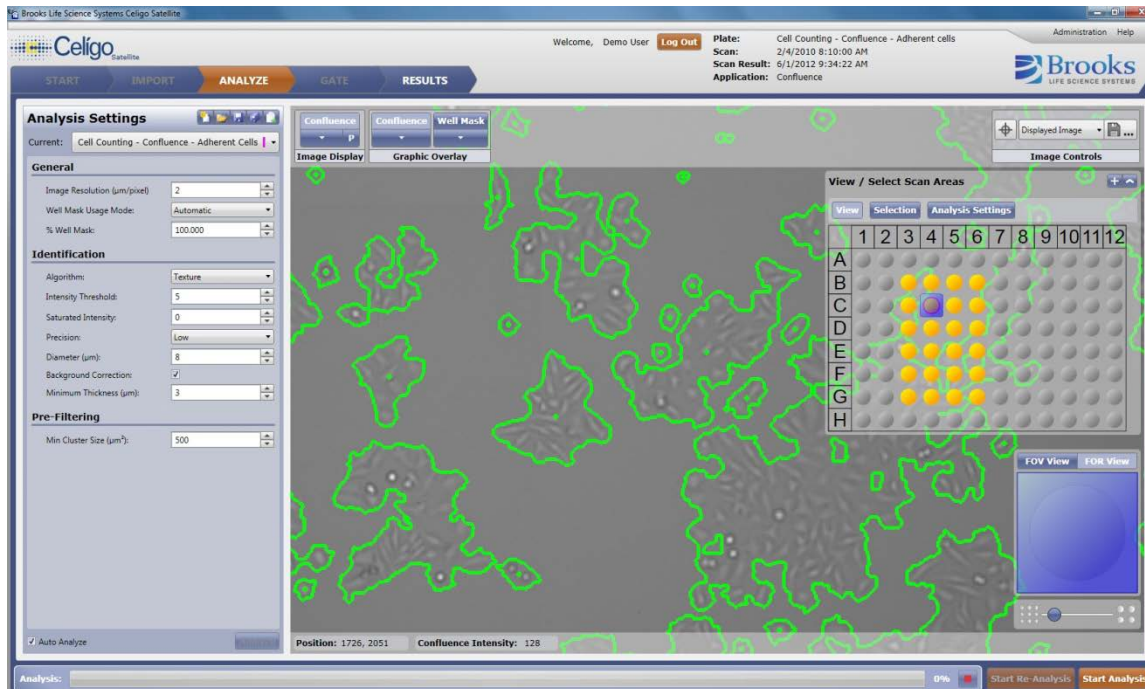 Brooks Life Science Systems Celigo Satellite
Celígo
Satellite
Welcome, Demo User Log Out
Plate: Cell Counting - Confluence - Adherent cells
Scan: 2/4/2010 8:10:00 AM
Scan Result: 6/1/2012 9:34:22 AM
Application: Confluence
Administration Help
Brooks
LIFE SCIENCE SYSTEMS
START IMPORT ANALYZE GATE RESULTS
Analysis Settings
Current: Cell Counting - Confluence - Adherent Cells
General
Image Resolution (µm/pixel) 2
Well Mask Usage Mode: Automatic
% Well Mask: 100.000
Identification
Algorithm: Texture
Intensity Threshold: 5
Saturated Intensity: 0
Precision: Low
Diameter (µm): 8
Background Correction:
Minimum Thickness (µm): 3
Pre-Filtering
Min Cluster Size (µm²): 500
Auto Analyze
Confluence
P
Image Display
Confluence Well Mask
Graphic Overlay
Displayed Image ...
Image Controls
View / Select Scan Areas
View Selection Analysis Settings
1 2 3 4 5 6 7 8 9 10 11 12
A
B
C
D
E
F
G
H
FOV View FOR View
Position: 1726, 2051 Confluence Intensity: 128
Analysis: 0% Start Re-Analysis Start Analysis